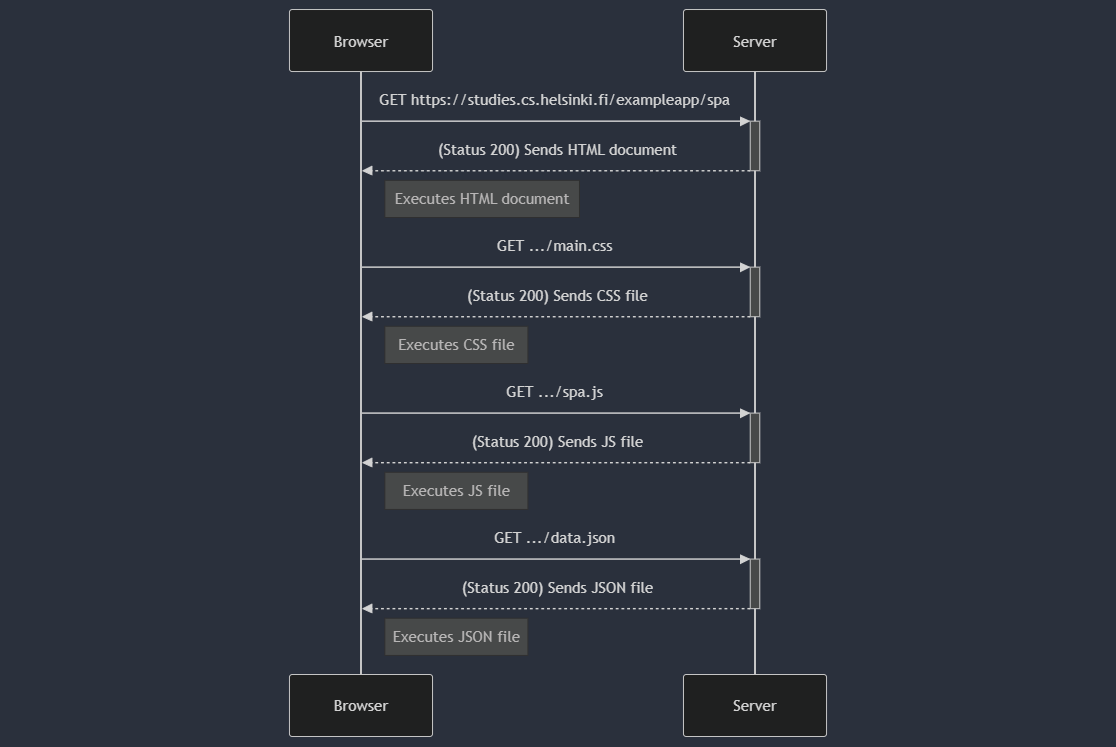 Browser
Server
GET https://studies.cs.helsinki.fi/exampleapp/spa
(Status 200) Sends HTML document
Executes HTML document
GET .../main.css
(Status 200) Sends CSS file
Executes CSS file
GET .../spa.js
(Status 200) Sends JS file
Executes JS file
GET .../data.json
(Status 200) Sends JSON file
Executes JSON file
Browser
Server